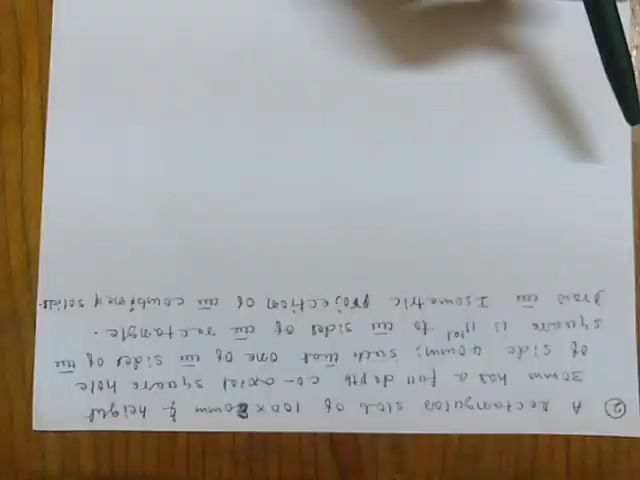 ② A Rectangular slab of 100x80mm & height
30mm has a full depth co-axial square hole
of side 40mm; such that one of the sides of the
square is 11lel to the sides of the rectangle.
Draw the Isometric projection of the combined solids.